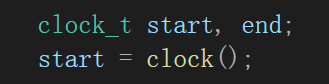 clock_t start, end;
start = clock();